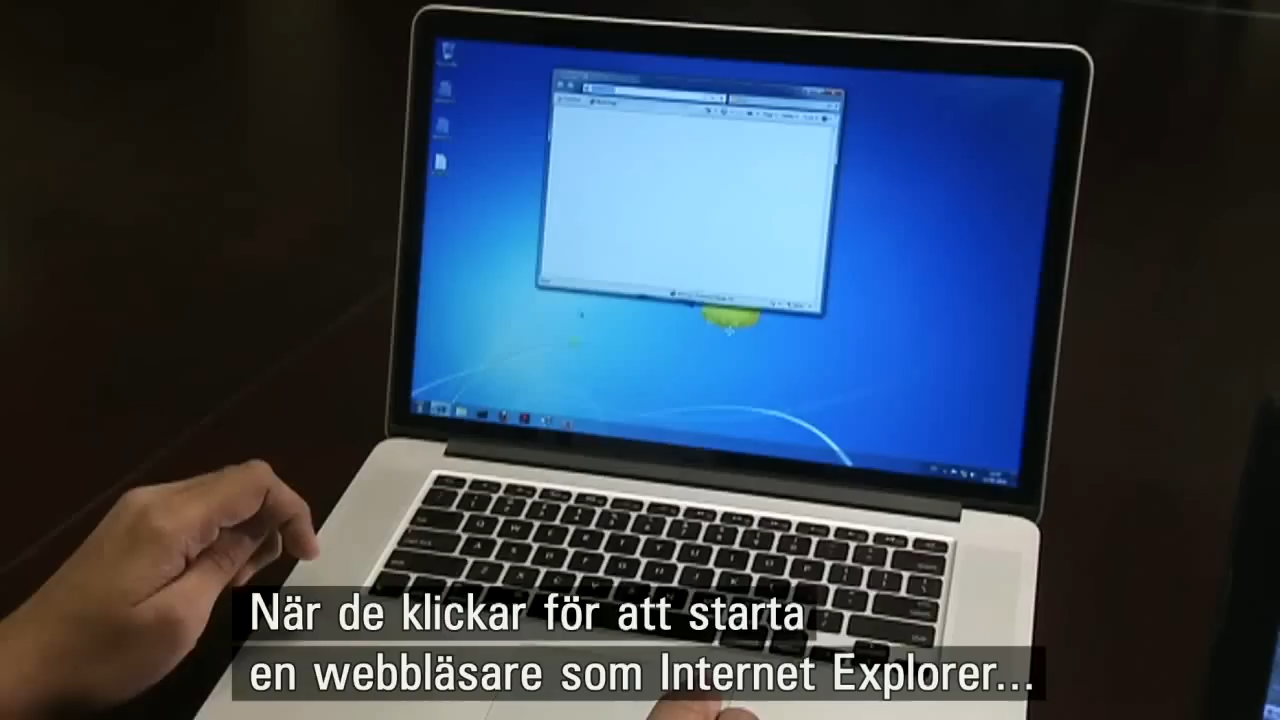 När de klickar för att starta
en webbläsare som Internet Explorer...